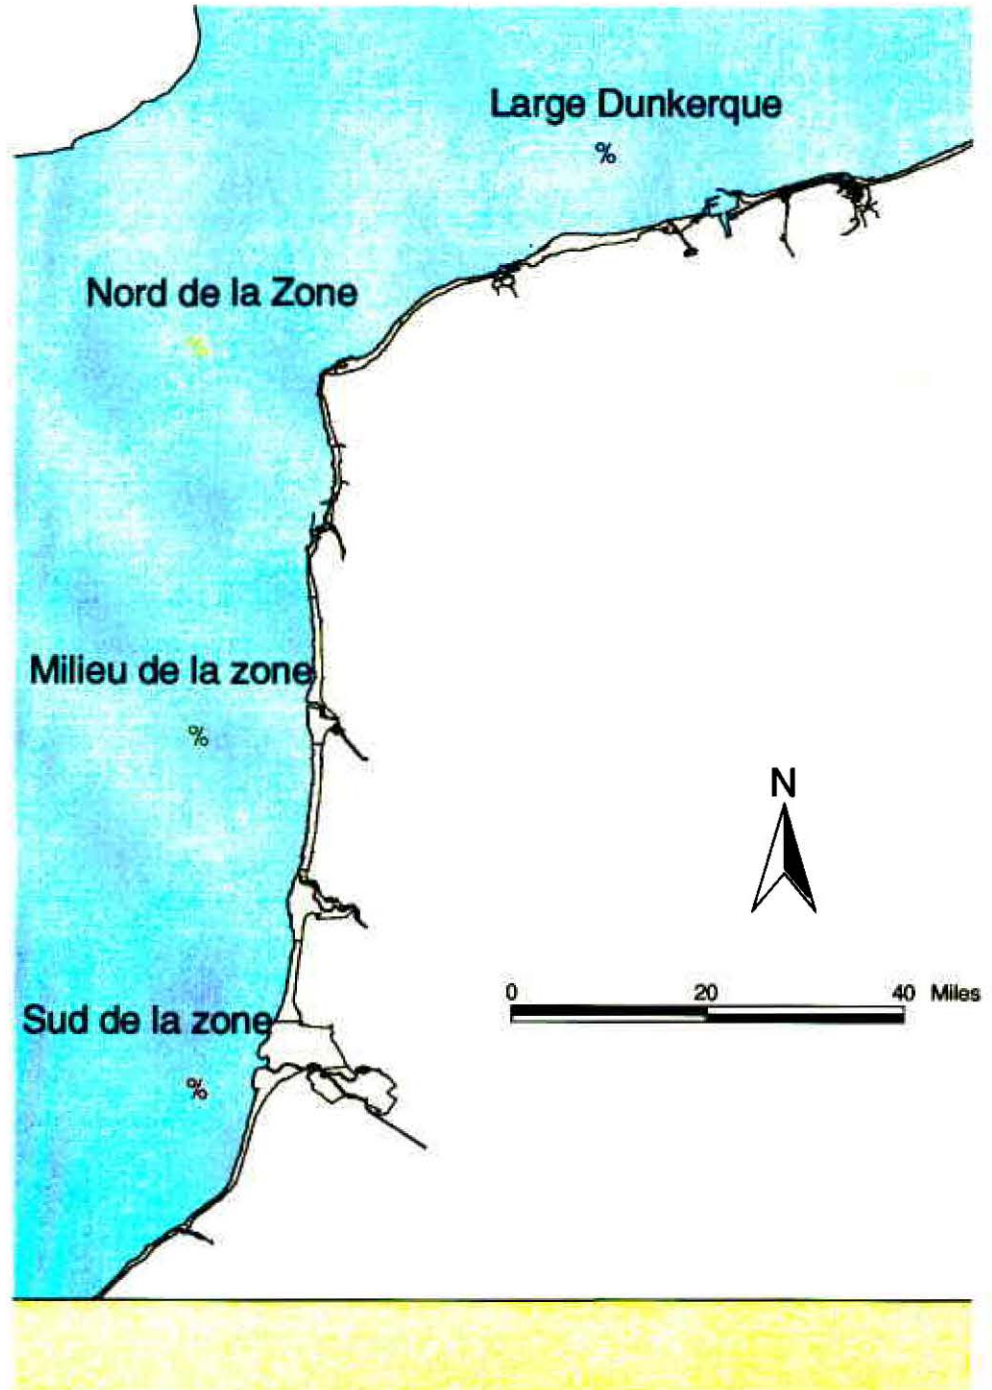 Large Dunkerque
%
Nord de la Zone
%
Milieu de la zone
%
N
0 20 40 Miles
Sud de la zone
%